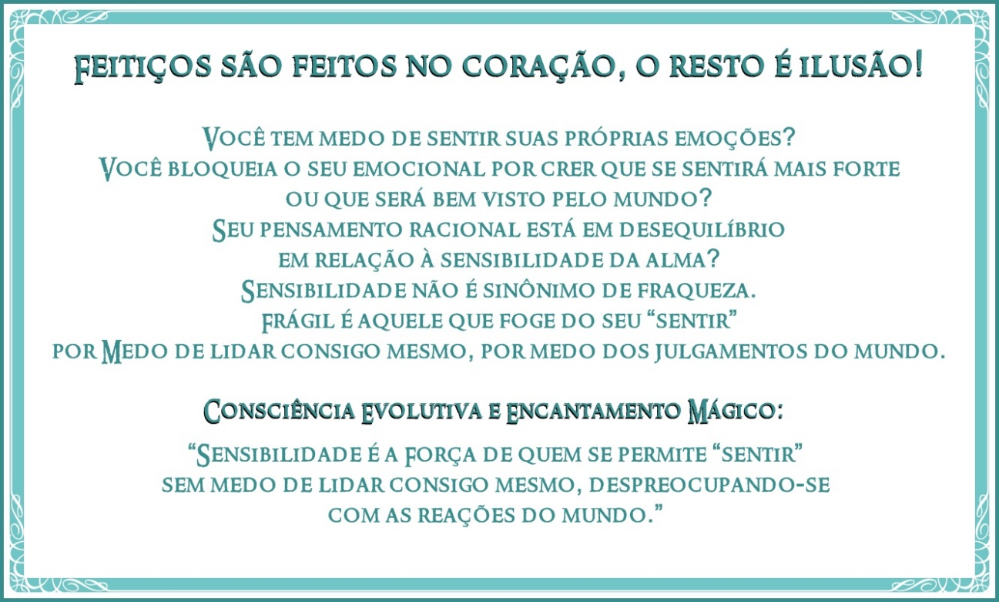 Feitiços são feitos no coração, o resto é ilusão!
Você tem medo de sentir suas próprias emoções?
Você bloqueia o seu emocional por crer que se sentirá mais forte
ou que será bem visto pelo mundo?
Seu pensamento racional está em desequilíbrio
em relação à sensibilidade da alma?
Sensibilidade não é sinônimo de fraqueza.
Frágil é aquele que foge do seu “sentir”
por Medo de lidar consigo mesmo, por medo dos julgamentos do mundo.
Consciência Evolutiva e Encantamento Mágico:
“Sensibilidade é a Força de quem se permite “sentir”
sem medo de lidar consigo mesmo, despreocupando-se
com as reações do mundo.”